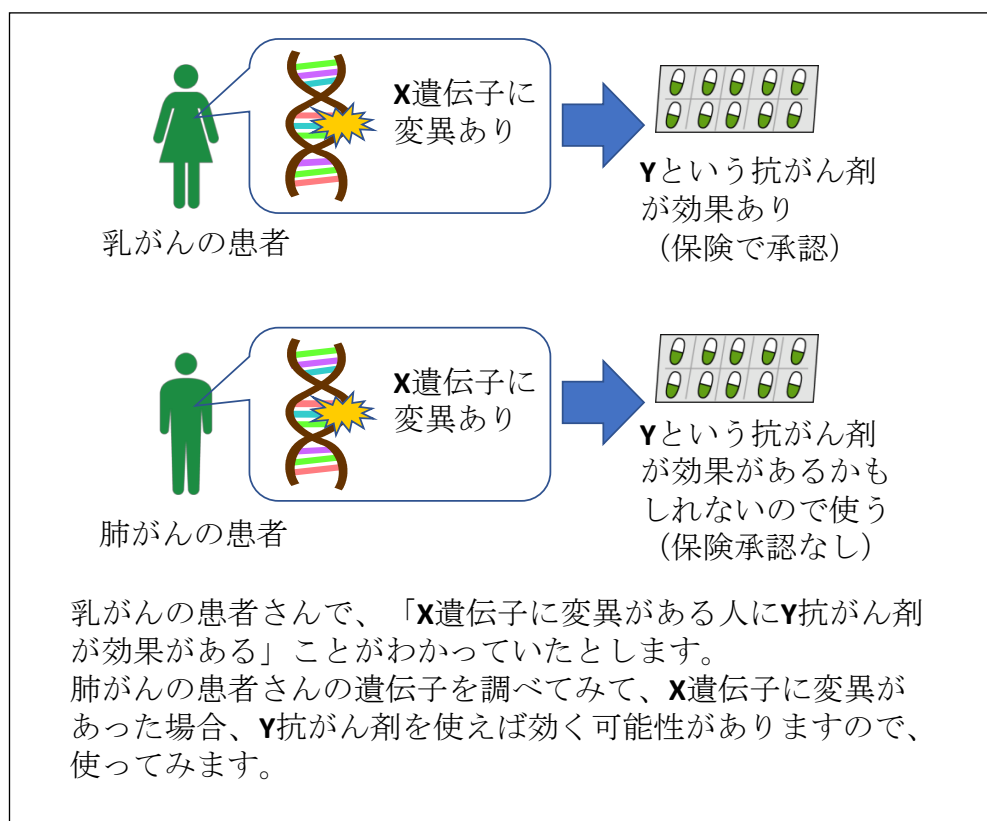 X遺伝子に
変異あり
Yという抗がん剤
が効果あり
（保険で承認）
乳がんの患者
X遺伝子に
変異あり
Yという抗がん剤
が効果があるかも
しれないので使う
（保険承認なし）
肺がんの患者
乳がんの患者さんで、「X遺伝子に変異がある人にY抗がん剤
が効果がある」ことがわかっていたとします。
肺がんの患者さんの遺伝子を調べてみて、X遺伝子に変異が
あった場合、Y抗がん剤を使えば効く可能性がありますので、
使ってみます。